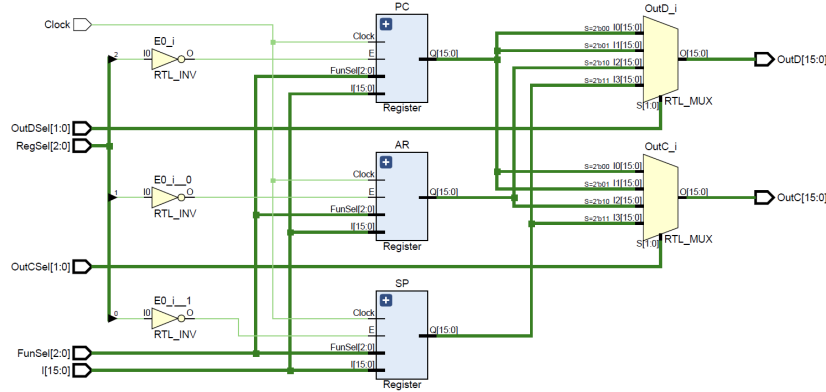 PC
OutD_i
Clock
E0_i
2
I0
O
RTL_INV
Clock
E
FunSel[2:0]
I[15:0]
Q[15:0]
Register
S=2'b00 I0[15:0]
S=2'b01 I1[15:0]
S=2'b10 I2[15:0]
S=2'b11 I3[15:0]
O[15:0]
OutD[15:0]
S[1:0]
RTL_MUX
OutDSel[1:0]
RegSel[2:0]
AR
OutC_i
E0_i__0
1
I0
O
RTL_INV
Clock
E
FunSel[2:0]
I[15:0]
Q[15:0]
Register
S=2'b00 I0[15:0]
S=2'b01 I1[15:0]
S=2'b10 I2[15:0]
S=2'b11 I3[15:0]
O[15:0]
OutC[15:0]
S[1:0]
RTL_MUX
OutCSel[1:0]
SP
E0_i__1
0
I0
O
RTL_INV
Clock
E
FunSel[2:0]
I[15:0]
Q[15:0]
Register
FunSel[2:0]
I[15:0]